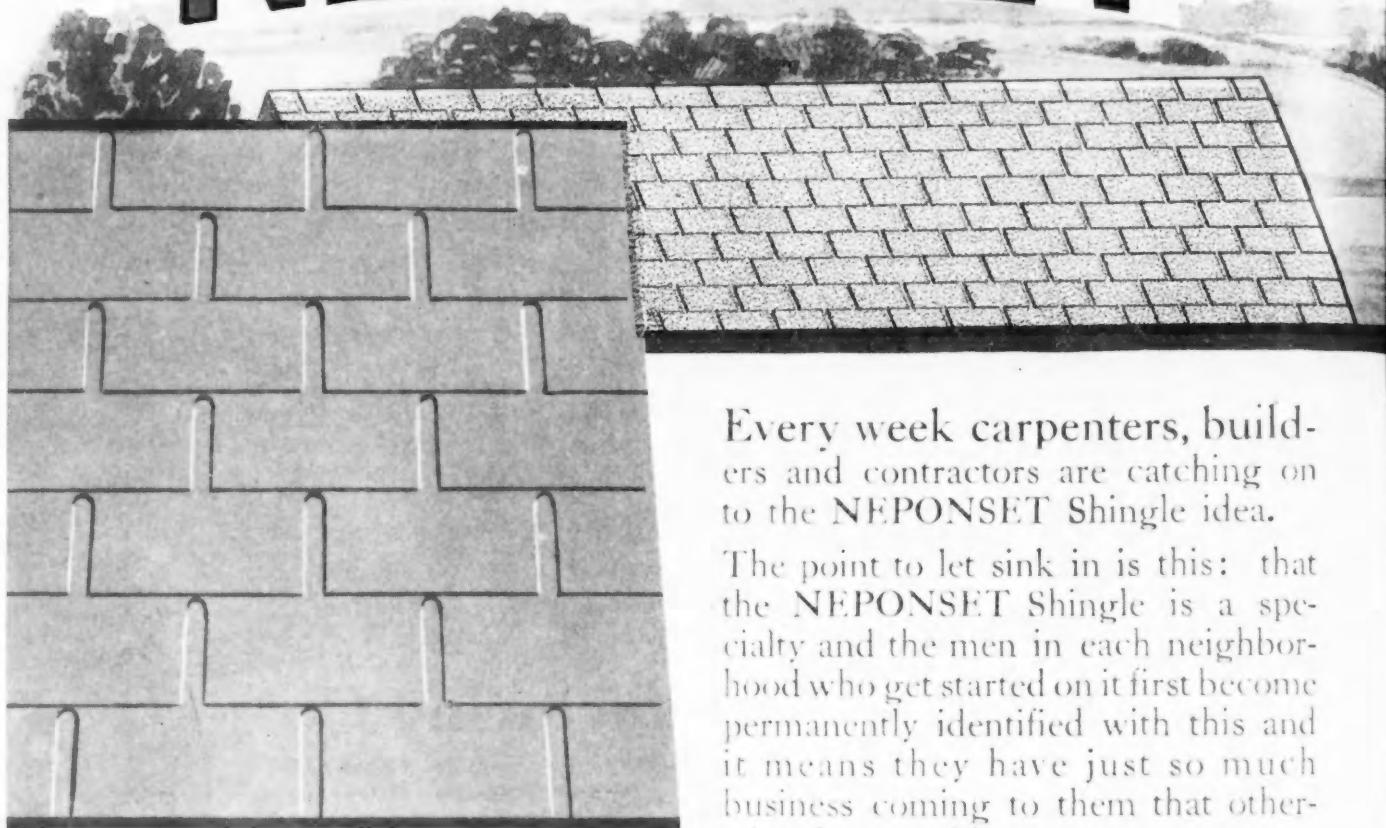 Every week carpenters, build-
ers and contractors are catching on
to the NEPONSET Shingle idea.
The point to let sink in is this: that
the NEPONSET Shingle is a spe-
cialty and the men in each neighbor-
hood who get started on it first become
permanently identified with this and
it means they have just so much
business coming to them that other-